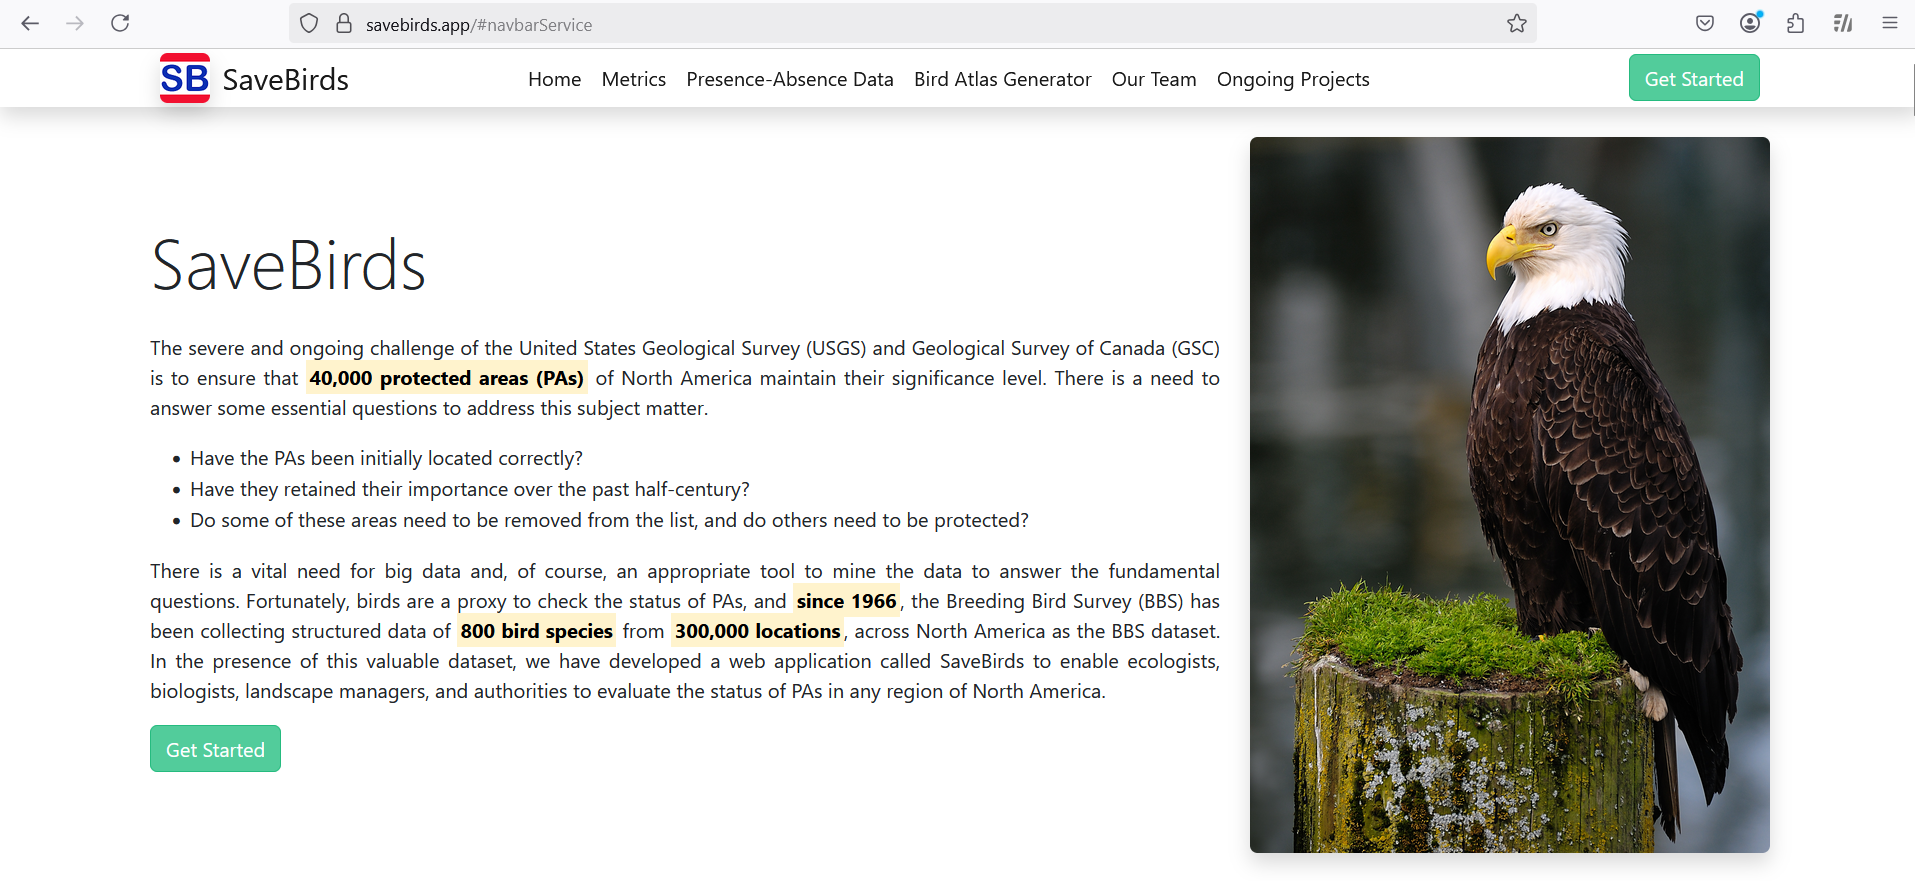 savebirds.app/#navbarService
SB SaveBirds
Home Metrics Presence-Absence Data Bird Atlas Generator Our Team Ongoing Projects
Get Started
SaveBirds
The severe and ongoing challenge of the United States Geological Survey (USGS) and Geological Survey of Canada (GSC)
is to ensure that 40,000 protected areas (PAs) of North America maintain their significance level. There is a need to
answer some essential questions to address this subject matter.
• Have the PAs been initially located correctly?
• Have they retained their importance over the past half-century?
• Do some of these areas need to be removed from the list, and do others need to be protected?
There is a vital need for big data and, of course, an appropriate tool to mine the data to answer the fundamental
questions. Fortunately, birds are a proxy to check the status of PAs, and since 1966, the Breeding Bird Survey (BBS) has
been collecting structured data of 800 bird species from 300,000 locations, across North America as the BBS dataset.
In the presence of this valuable dataset, we have developed a web application called SaveBirds to enable ecologists,
biologists, landscape managers, and authorities to evaluate the status of PAs in any region of North America.
Get Started